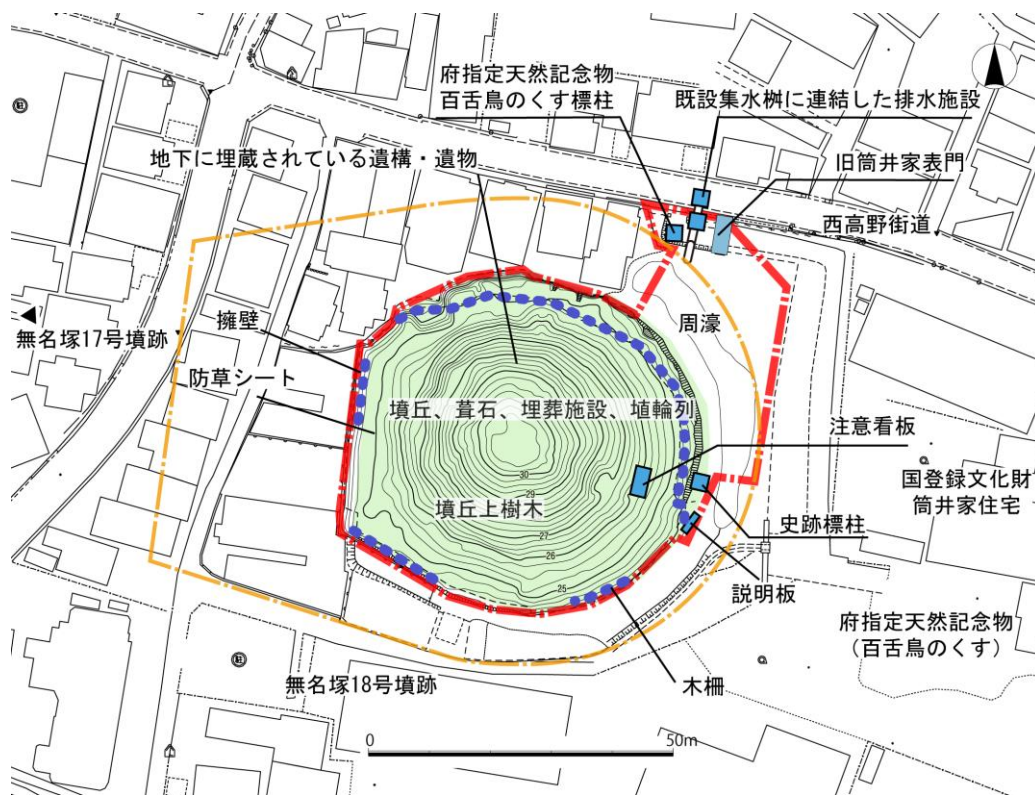 府指定天然記念物
百舌鳥のくす標柱
既設集水桝に連結した排水施設
地下に埋蔵されている遺構・遺物
旧筒井家表門
西高野街道
無名塚17号墳跡
擁壁
周濠
防草シート
墳丘、葺石、埋葬施設、埴輪列
注意看板
国登録文化財
筒井家住宅
墳丘上樹木
史跡標柱
30
29
27
26
25
説明板
府指定天然記念物
（百舌鳥のくす）
無名塚18号墳跡
木柵
0
50m